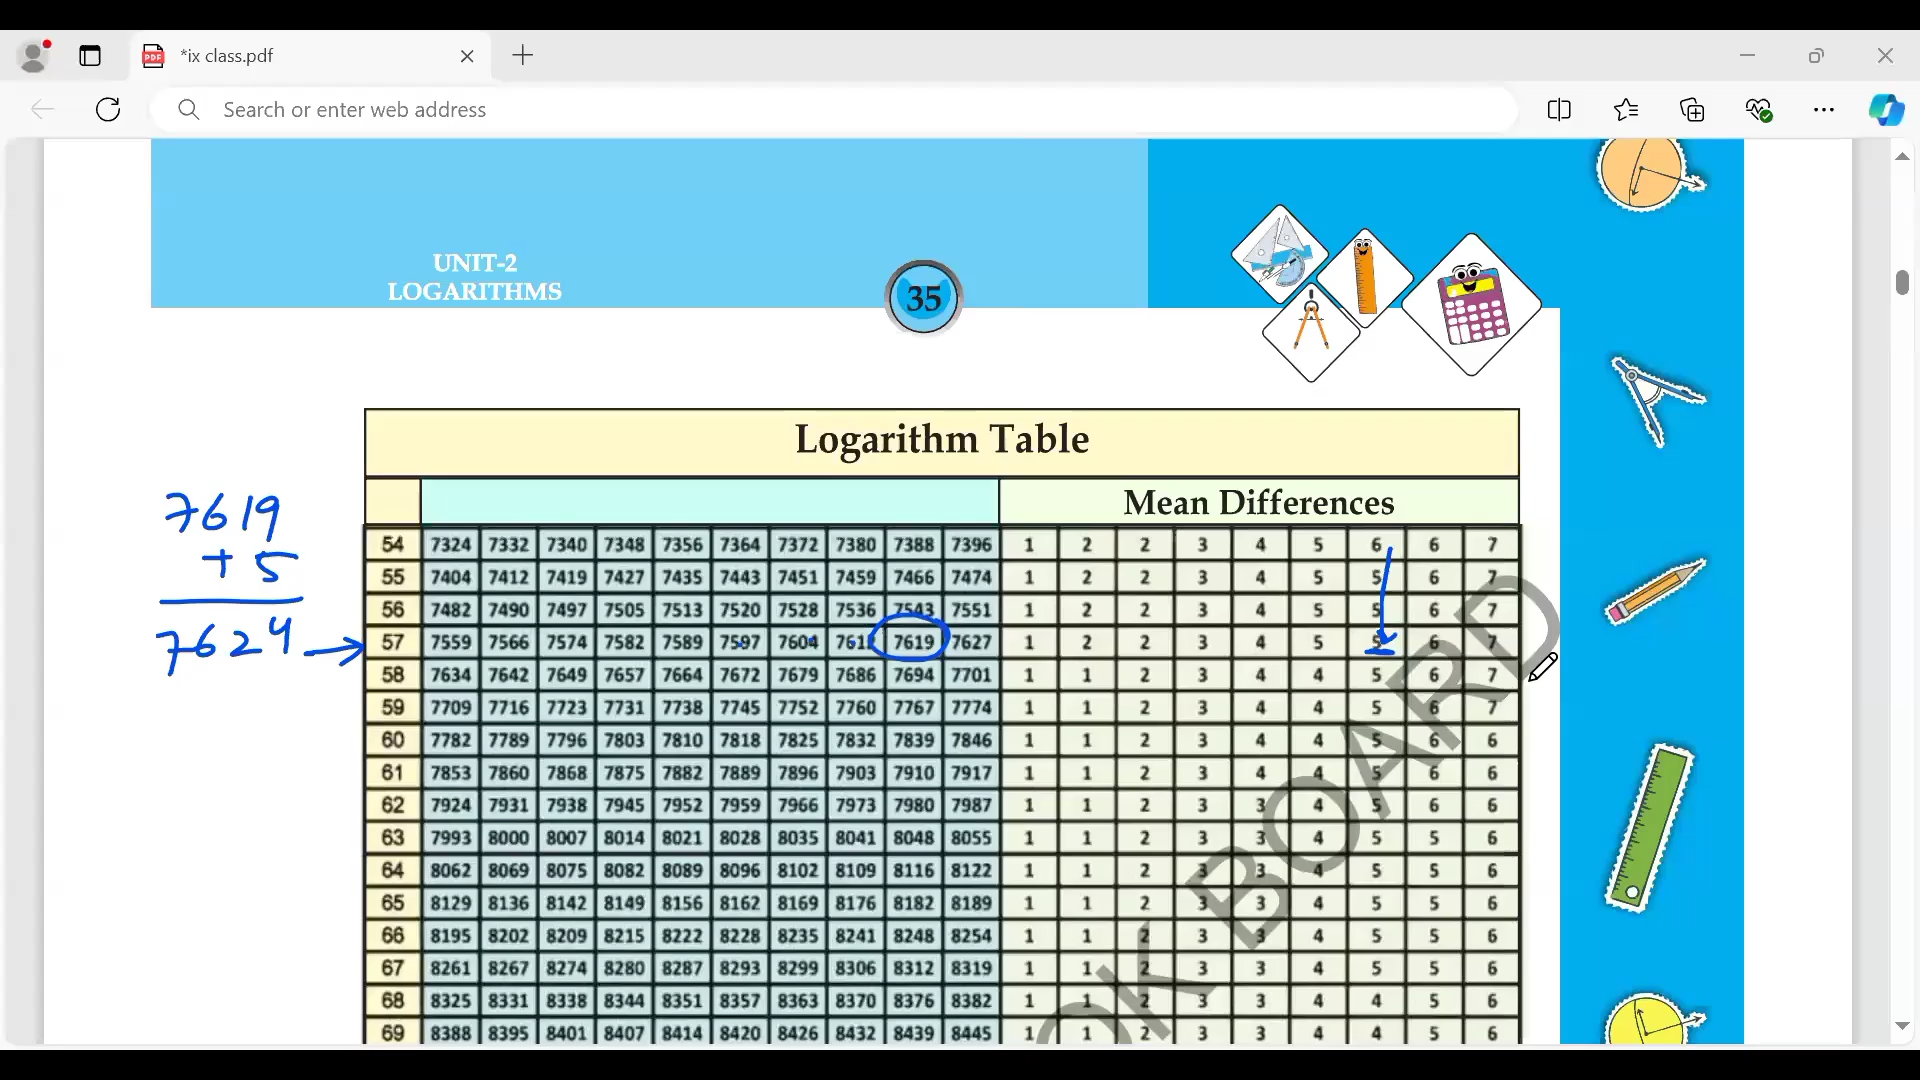 *ix class.pdf
Search or enter web address
UNIT-2
LOGARITHMS
35
Logarithm Table
Mean Differences
54 7324 7332 7340 7348 7356 7364 7372 7380 7388 7396 1 2 2 3 4 5 6 6 7
55 7404 7412 7419 7427 7435 7443 7451 7459 7466 7474 1 2 2 3 4 5 5 6 7
56 7482 7490 7497 7505 7513 7520 7528 7536 7543 7551 1 2 2 3 4 5 5 6 7
57 7559 7566 7574 7582 7589 7597 7604 7612 7619 7627 1 2 2 3 4 5 5 6 7
58 7634 7642 7649 7657 7664 7672 7679 7686 7694 7701 1 1 2 3 4 4 5 6 7
59 7709 7716 7723 7731 7738 7745 7752 7760 7767 7774 1 1 2 3 4 4 5 6 7
60 7782 7789 7796 7803 7810 7818 7825 7832 7839 7846 1 1 2 3 4 4 5 6 6
61 7853 7860 7868 7875 7882 7889 7896 7903 7910 7917 1 1 2 3 4 4 5 6 6
62 7924 7931 7938 7945 7952 7959 7966 7973 7980 7987 1 1 2 3 3 4 5 6 6
63 7993 8000 8007 8014 8021 8028 8035 8041 8048 8055 1 1 2 3 3 4 5 5 6
64 8062 8069 8075 8082 8089 8096 8102 8109 8116 8122 1 1 2 3 3 4 5 5 6
65 8129 8136 8142 8149 8156 8162 8169 8176 8182 8189 1 1 2 3 3 4 5 5 6
66 8195 8202 8209 8215 8222 8228 8235 8241 8248 8254 1 1 2 3 3 4 5 5 6
67 8261 8267 8274 8280 8287 8293 8299 8306 8312 8319 1 1 2 3 3 4 5 5 6
68 8325 8331 8338 8344 8351 8357 8363 8370 8376 8382 1 1 2 3 3 4 4 5 6
69 8388 8395 8401 8407 8414 8420 8426 8432 8439 8445 1 1 2 3 3 4 4 5 6
7619
+ 5
7624
BOARD